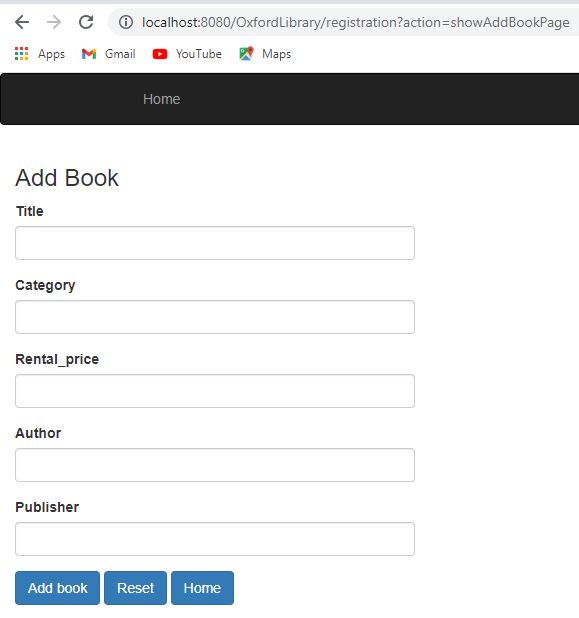 localhost:8080/OxfordLibrary/registration?action=showAddBookPage
Apps Gmail YouTube Maps
Home
Add Book
Title
Category
Rental_price
Author
Publisher
Add book Reset Home